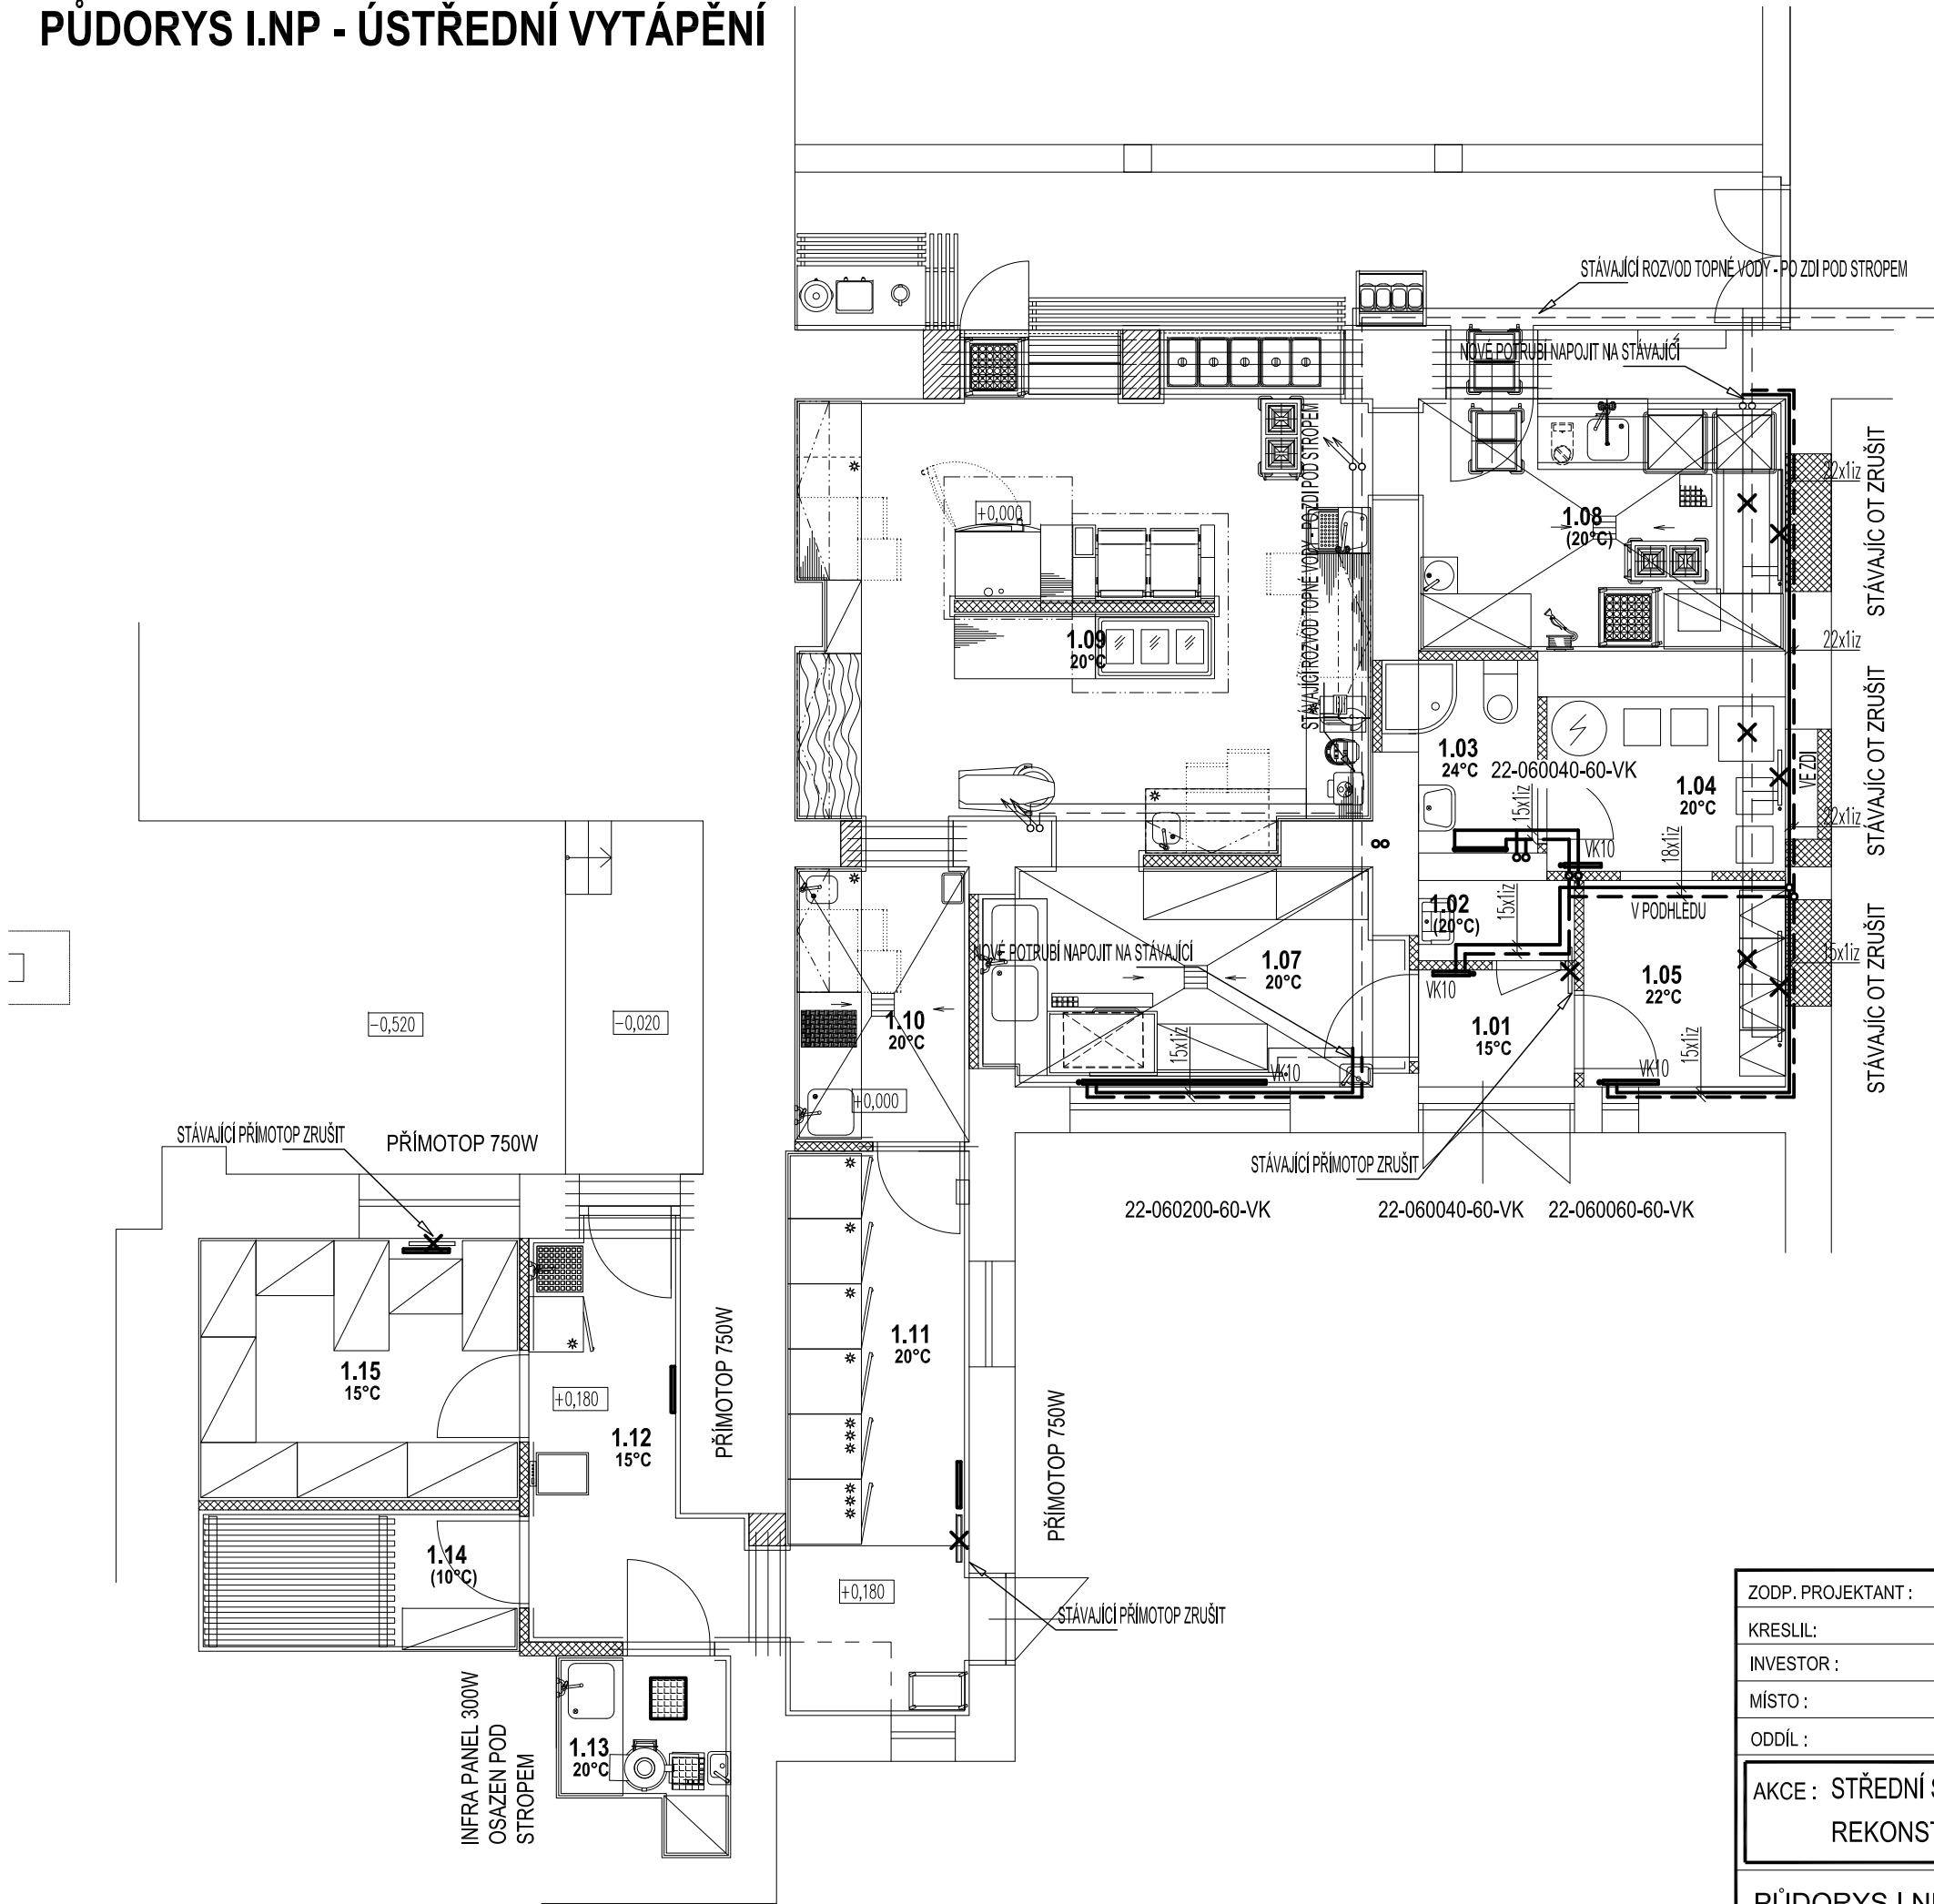 PŮDORYS I.NP - ÚSTŘEDNÍ VYTÁPĚNÍ
STÁVAJÍCÍ ROZVOD TOPNÉ VODY - PO ZDI POD STROPEM
NOVÉ POTRUBÍ NAPOJIT NA STÁVAJÍCÍ
STÁVAJÍCÍ ROZVOD TOPNÉ VODY - PO ZDI POD STROPEM
22x1iz
STÁVAJÍC OT ZRUŠIT
+0,000
1.08
(20°C)
1.09
20°C
22x1iz
STÁVAJÍC OT ZRUŠIT
1.03
24°C
22-060040-60-VK
1.04
20°C
VE ZDI
22x1iz
15x1iz
VK10
18x1iz
1.02
(20°C)
15x1iz
V PODHLEDU
STÁVAJÍC OT ZRUŠIT
15x1iz
NOVÉ POTRUBÍ NAPOJIT NA STÁVAJÍCÍ
1.07
20°C
VK10
1.05
22°C
-0,520
-0,020
1.10
20°C
1.01
15°C
15x1iz
15x1iz
VK10
VK10
+0,000
STÁVAJÍCÍ PŘÍMOTOP ZRUŠIT
PŘÍMOTOP 750W
STÁVAJÍCÍ PŘÍMOTOP ZRUŠIT
22-060200-60-VK
22-060040-60-VK
22-060060-60-VK
1.11
20°C
1.15
15°C
+0,180
PŘÍMOTOP 750W
1.12
15°C
PŘÍMOTOP 750W
1.14
(10°C)
+0,180
STÁVAJÍCÍ PŘÍMOTOP ZRUŠIT
INFRA PANEL 300W
OSAZEN POD
STROPEM
1.13
20°C
ZODP. PROJEKTANT :
KRESLIL:
INVESTOR :
MÍSTO :
ODDÍL :
AKCE : STŘEDNÍ
REKONST
PŮDORYS I.NP